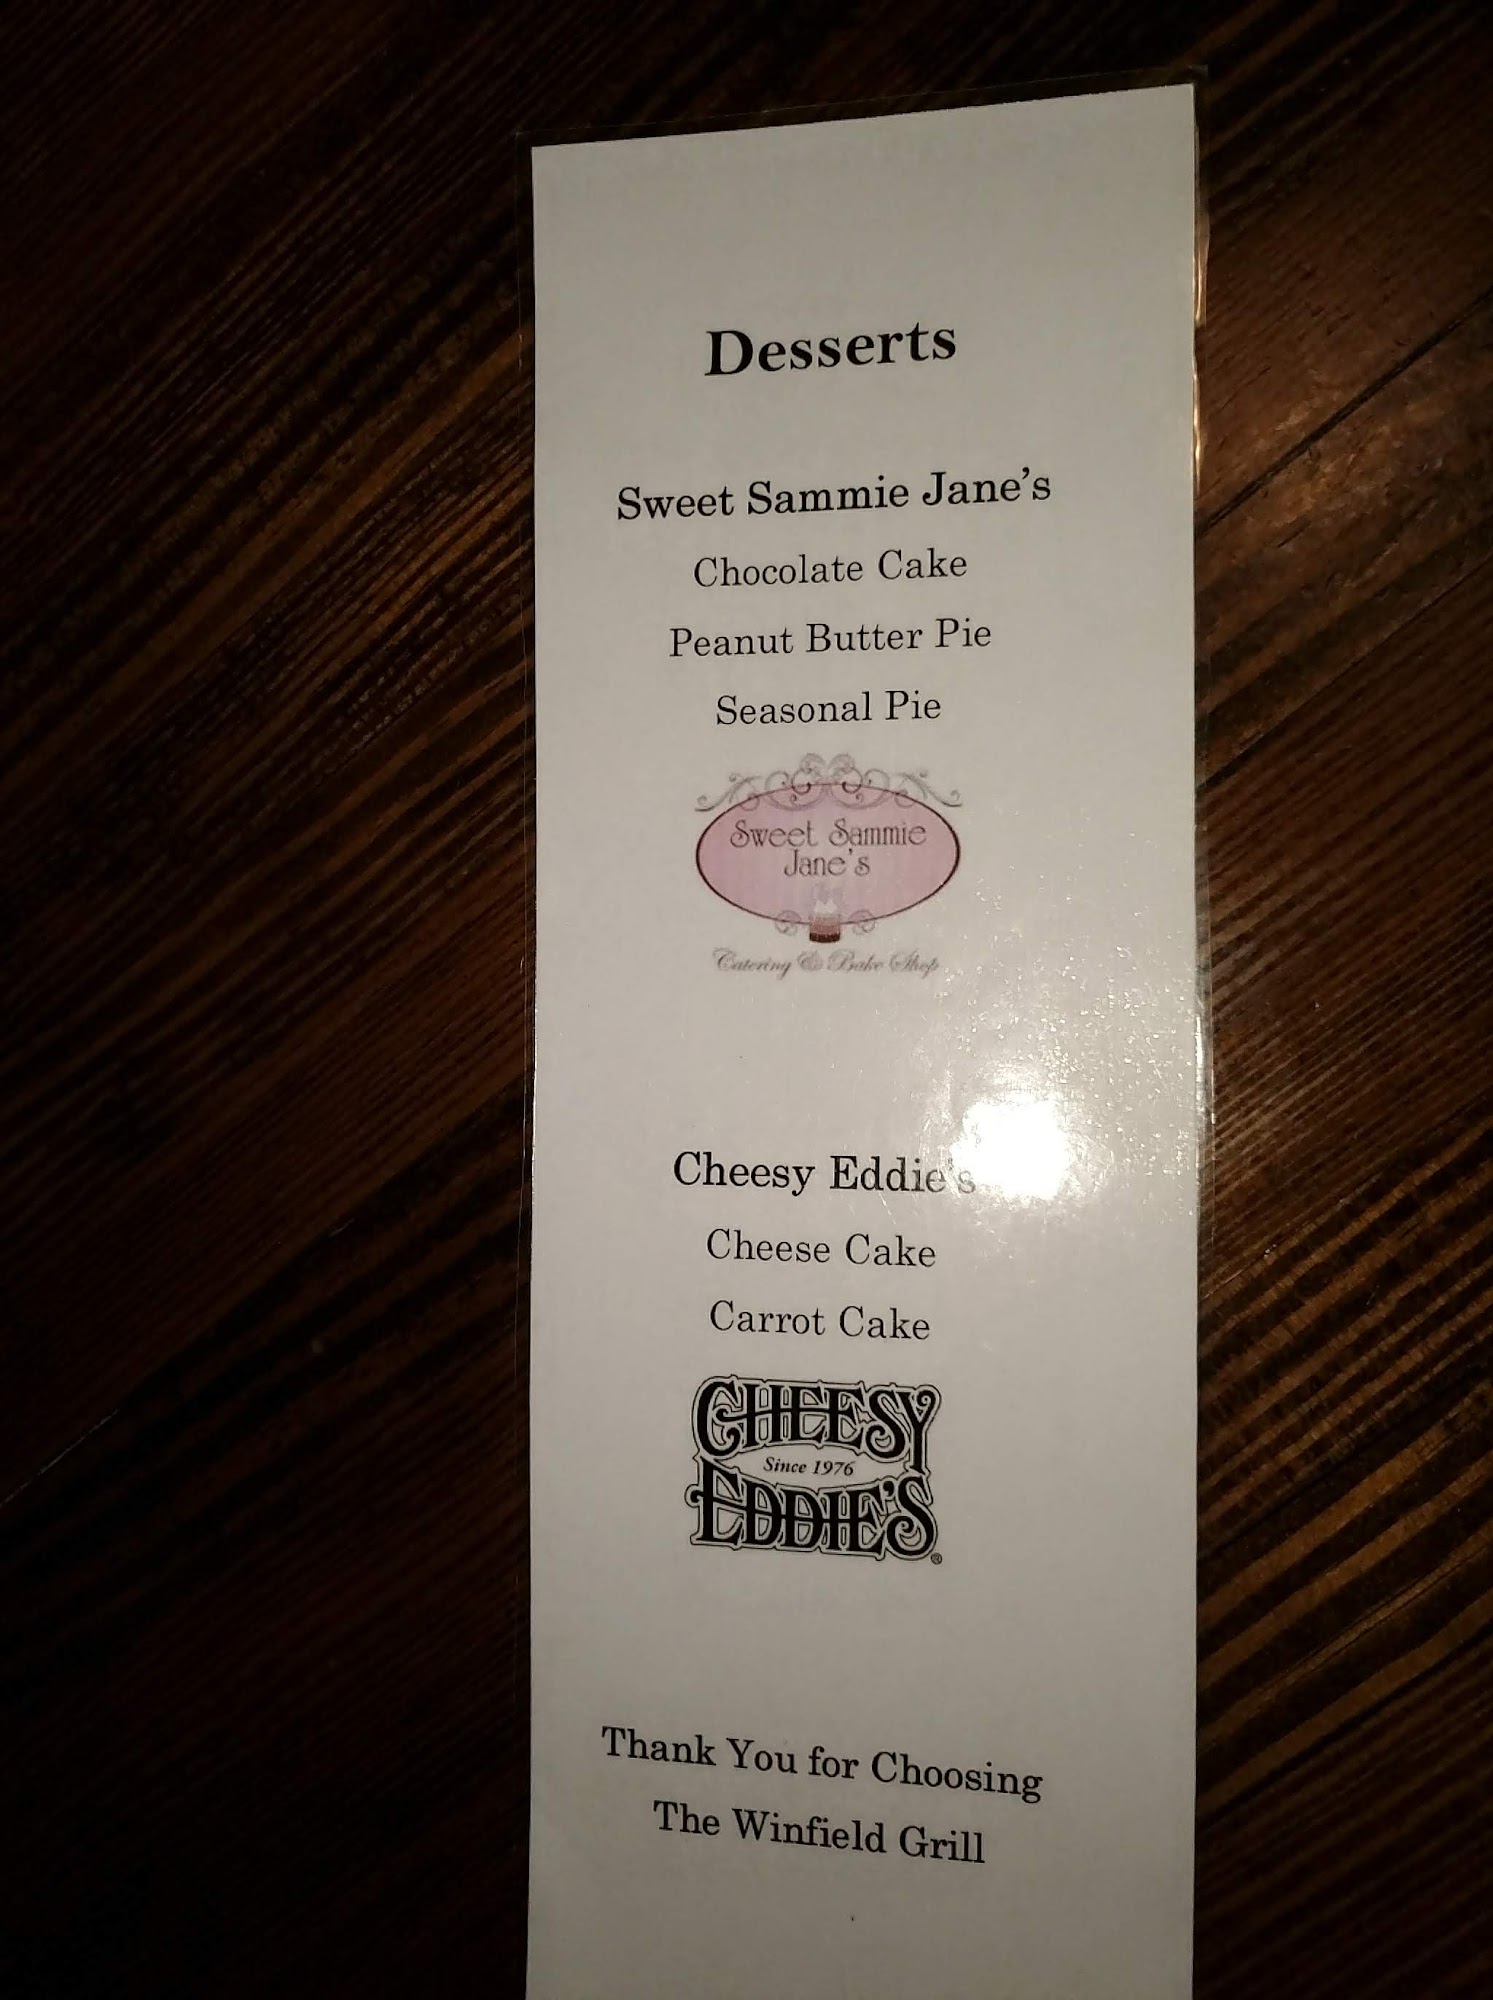 Desserts
Sweet Sammie Jane's
Chocolate Cake
Peanut Butter Pie
Seasonal Pie
Sweet Sammie
Jane's
Catering & Bake Shop
Cheesy Eddie's
Cheese Cake
Carrot Cake
CHEESY
Since 1976
EDDIE'S®
Thank You for Choosing
The Winfield Grill